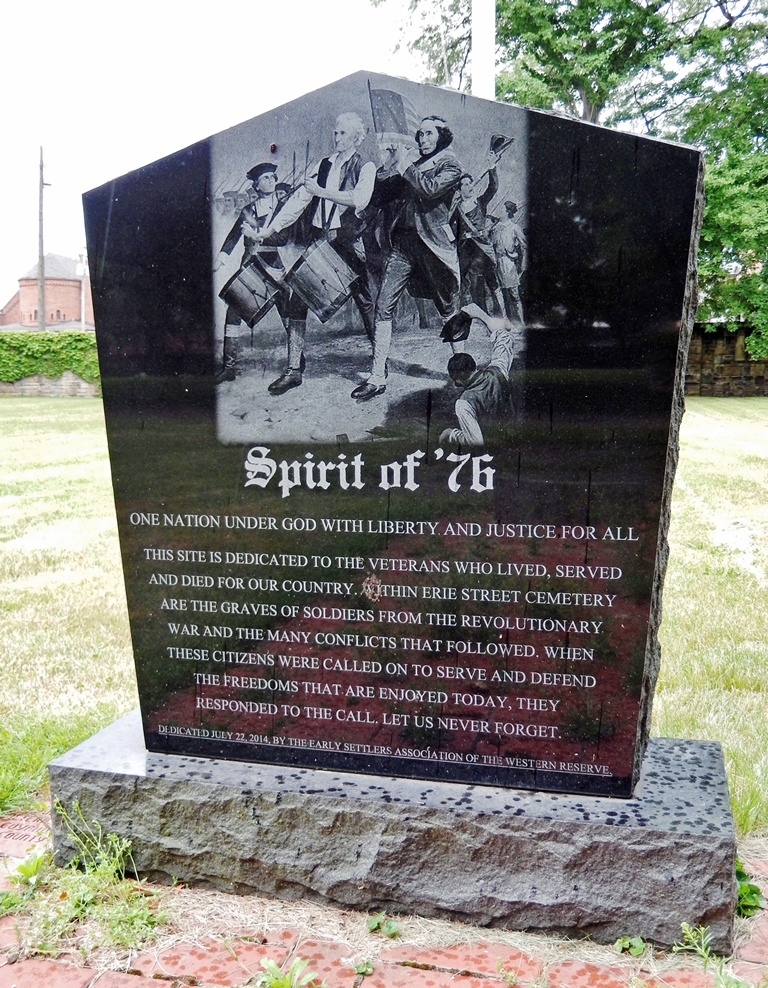 Spirit of '76
ONE NATION UNDER GOD WITH LIBERTY AND JUSTICE FOR ALL
THIS SITE IS DEDICATED TO THE VETERANS WHO LIVED, SERVED
AND DIED FOR OUR COUNTRY. WITHIN ERIE STREET CEMETERY
ARE THE GRAVES OF SOLDIERS FROM THE REVOLUTIONARY
WAR AND THE MANY CONFLICTS THAT FOLLOWED. WHEN
THESE CITIZENS WERE CALLED ON TO SERVE AND DEFEND
THE FREEDOMS THAT ARE ENJOYED TODAY, THEY
RESPONDED TO THE CALL. LET US NEVER FORGET.
DEDICATED JULY 22, 2014, BY THE EARLY SETTLERS ASSOCIATION OF THE WESTERN RESERVE.